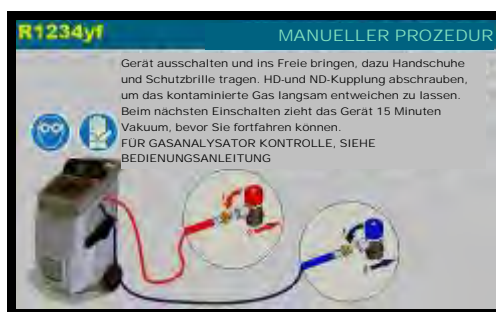 R1234yf
MANUELLER PROZEDUR
Gerät ausschalten und ins Freie bringen, dazu Handschuhe
und Schutzbrille tragen. HD-und ND-Kupplung abschrauben,
um das kontaminierte Gas langsam entweichen zu lassen.
Beim nächsten Einschalten zieht das Gerät 15 Minuten
Vakuum, bevor Sie fortfahren können.
FÜR GASANALYSATOR KONTROLLE, SIEHE
BEDIENUNGSANLEITUNG